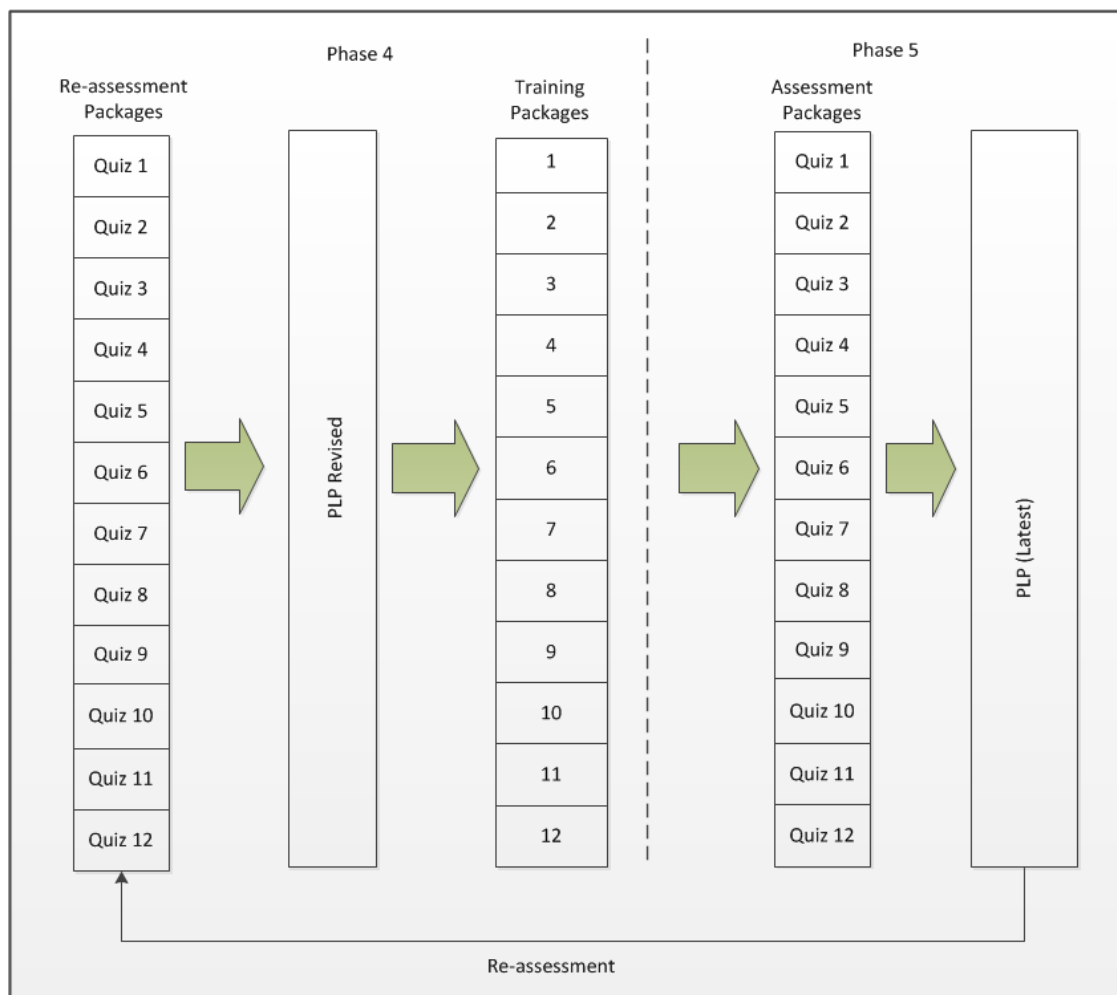 Phase 4
Phase 5
Re-assessment
Packages
Quiz 1
Quiz 2
Quiz 3
Quiz 4
Quiz 5
Quiz 6
Quiz 7
Quiz 8
Quiz 9
Quiz 10
Quiz 11
Quiz 12
PLP Revised
Training
Packages
1
2
3
4
5
6
7
8
9
10
11
12
Assessment
Packages
Quiz 1
Quiz 2
Quiz 3
Quiz 4
Quiz 5
Quiz 6
Quiz 7
Quiz 8
Quiz 9
Quiz 10
Quiz 11
Quiz 12
PLP (Latest)
Re-assessment